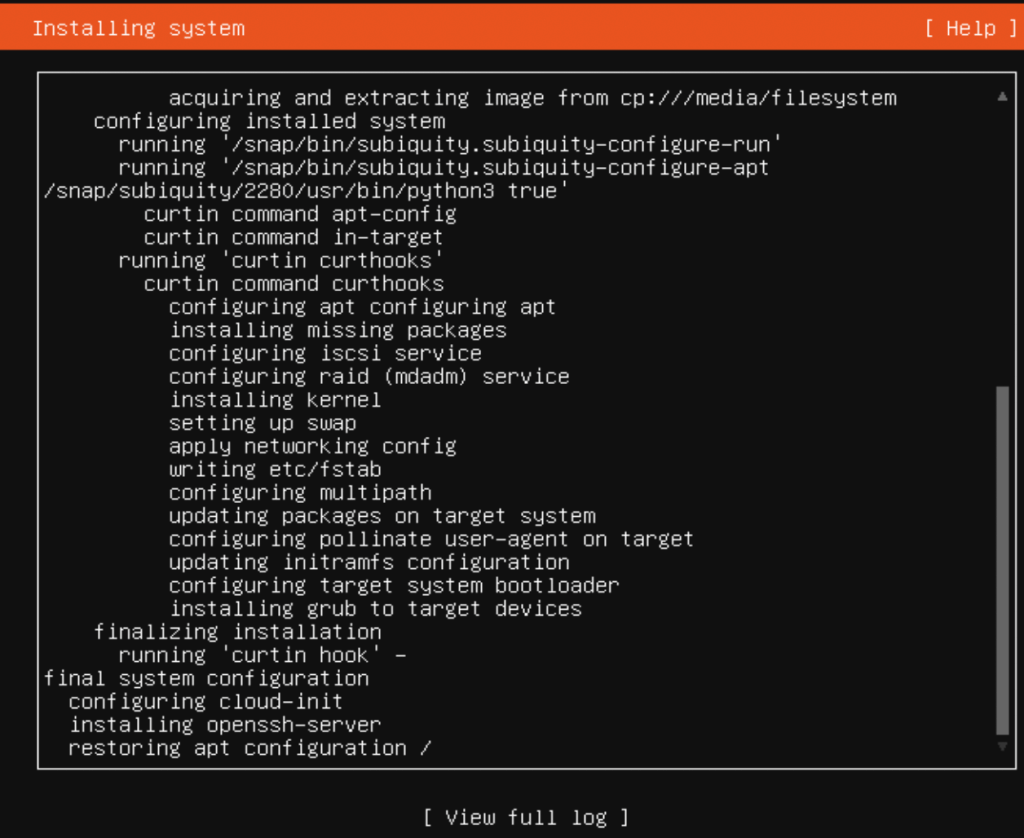 Installing system [ Help ]
acquiring and extracting image from cp:///media/filesystem
configuring installed system
running '/snap/bin/subiquity.subiquity-configure-run'
running '/snap/bin/subiquity.subiquity-configure-apt
/snap/subiquity/2280/usr/bin/python3 true'
curtin command apt-config
curtin command in-target
running 'curtin curthooks'
curtin command curthooks
configuring apt configuring apt
installing missing packages
configuring iscsi service
configuring raid (mdadm) service
installing kernel
setting up swap
apply networking config
writing etc/fstab
configuring multipath
updating packages on target system
configuring pollinate user-agent on target
updating initramfs configuration
configuring target system bootloader
installing grub to target devices
finalizing installation
running 'curtin hook' -
final system configuration
configuring cloud-init
installing openssh-server
restoring apt configuration /
[ View full log ]